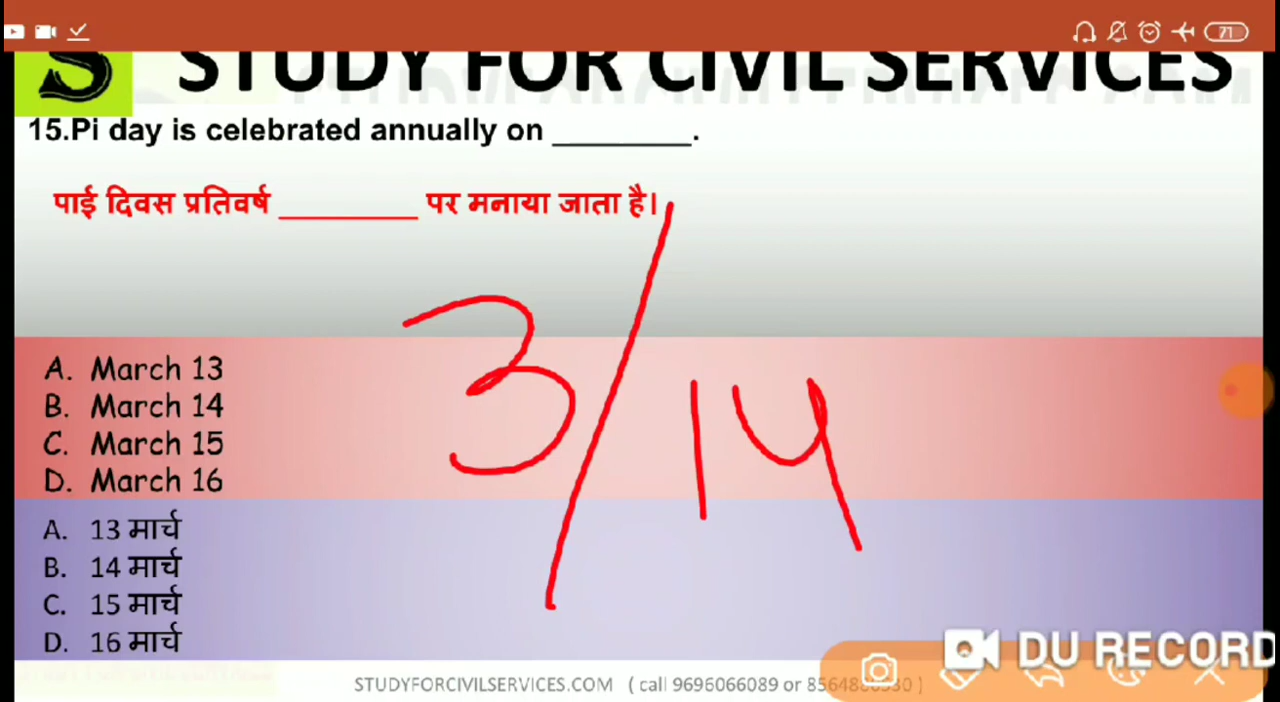 71
STUDY FOR CIVIL SERVICES
15.Pi day is celebrated annually on ________.
पाई दिवस प्रतिवर्ष ________ पर मनाया जाता है।
3/14
A. March 13
B. March 14
C. March 15
D. March 16
A. 13 मार्च
B. 14 मार्च
C. 15 मार्च
D. 16 मार्च
DU RECORD
STUDYFORCIVILSERVICES.COM ( call 9696066089 or )